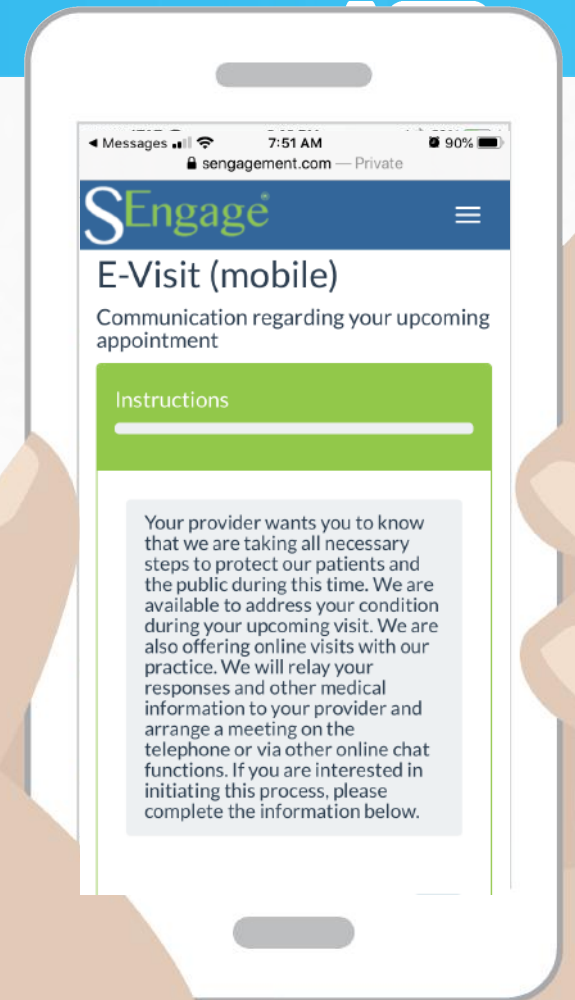 Messages 7:51 AM 90%
sengagement.com — Private
SEngage®
E-Visit (mobile)
Communication regarding your upcoming
appointment
Instructions
Your provider wants you to know
that we are taking all necessary
steps to protect our patients and
the public during this time. We are
available to address your condition
during your upcoming visit. We are
also offering online visits with our
practice. We will relay your
responses and other medical
information to your provider and
arrange a meeting on the
telephone or via other online chat
functions. If you are interested in
initiating this process, please
complete the information below.